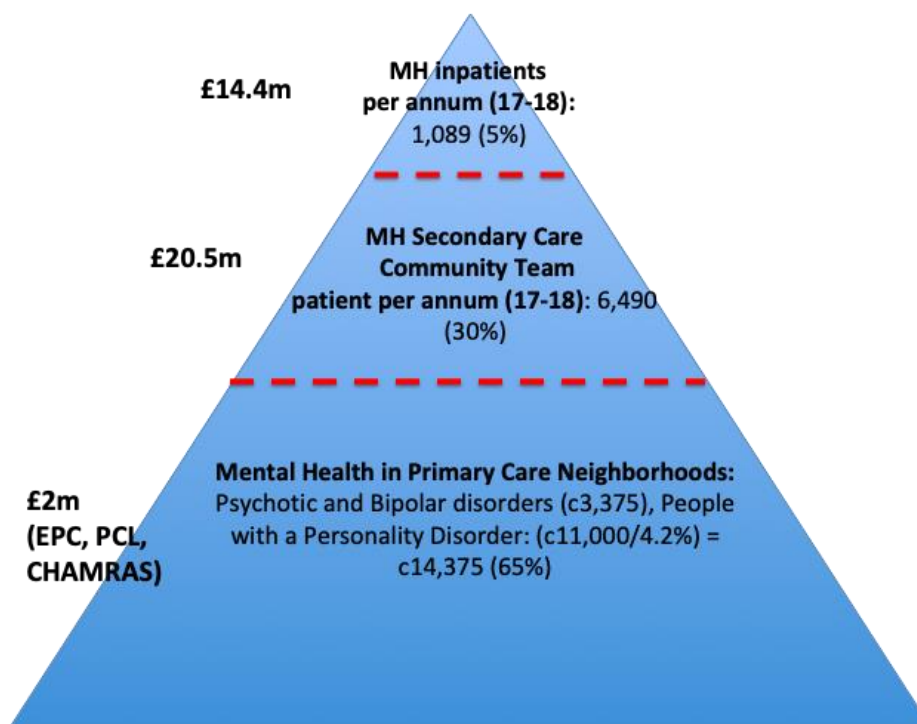 £14.4m
MH inpatients
per annum (17-18):
1,089 (5%)
£20.5m
MH Secondary Care
Community Team
patient per annum (17-18): 6,490
(30%)
£2m
(EPC, PCL,
CHAMRAS)
Mental Health in Primary Care Neighborhoods:
Psychotic and Bipolar disorders (c3,375), People
with a Personality Disorder: (c11,000/4.2%) =
c14,375 (65%)